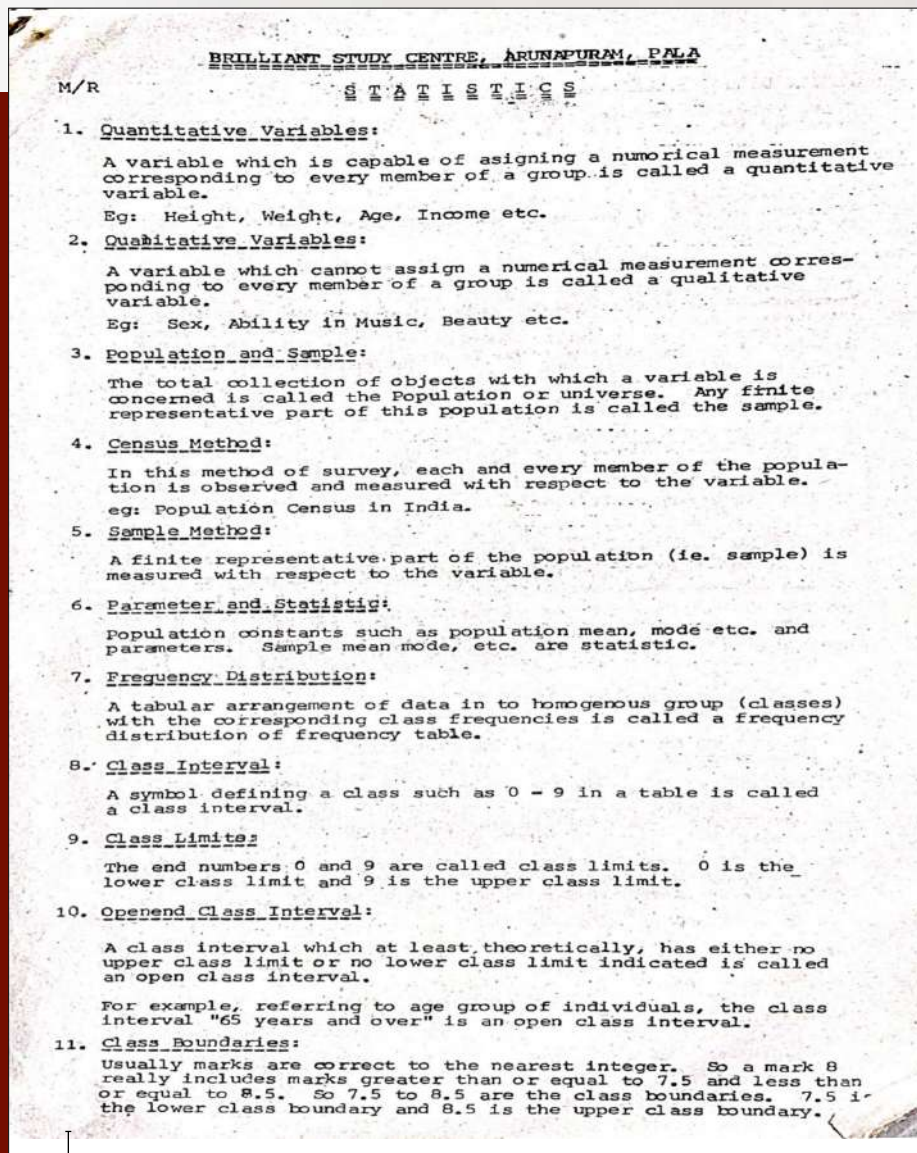 BRILLIANT STUDY CENTRE, ARUNAPURAM, PALA
M/R
S T A T I S T I C S
1. Quantitative Variables:
A variable which is capable of asigning a numorical measurement
corresponding to every member of a group is called a quantitative
variable.
Eg: Height, Weight, Age, Income etc.
2. Quabitative Variables:
A variable which cannot assign a numerical measurement corres-
ponding to every member of a group is called a qualitative
variable.
Eg: Sex, Ability in Music, Beauty etc.
3. Population and Sample:
The total collection of objects with which a variable is
concerned is called the Population or universe. Any finite
representative part of this population is called the sample.
4. Census Method:
In this method of survey, each and every member of the popula-
tion is observed and measured with respect to the variable.
eg: Population Census in India.
5. Sample Method:
A finite representative part of the population (ie. sample) is
measured with respect to the variable.
6. Parameter and Statistic:
Population constants such as population mean, mode etc. and
parameters. Sample mean mode, etc. are statistic.
7. Frequency Distribution:
A tabular arrangement of data in to homogenous group (classes)
with the corresponding class frequencies is called a frequency
distribution of frequency table.
8. Class Interval:
A symbol defining a class such as 0 - 9 in a table is called
a class interval.
9. Class Limits:
The end numbers 0 and 9 are called class limits. 0 is the
lower class limit and 9 is the upper class limit.
10. Openend Class Interval:
A class interval which at least theoretically, has either no
upper class limit or no lower class limit indicated is called
an open class interval.
For example, referring to age group of individuals, the class
interval "65 years and over" is an open class interval.
11. Class Boundaries:
Usually marks are correct to the nearest integer. So a mark 8
really includes marks greater than or equal to 7.5 and less than
or equal to 8.5. So 7.5 to 8.5 are the class boundaries. 7.5 i
the lower class boundary and 8.5 is the upper class boundary.